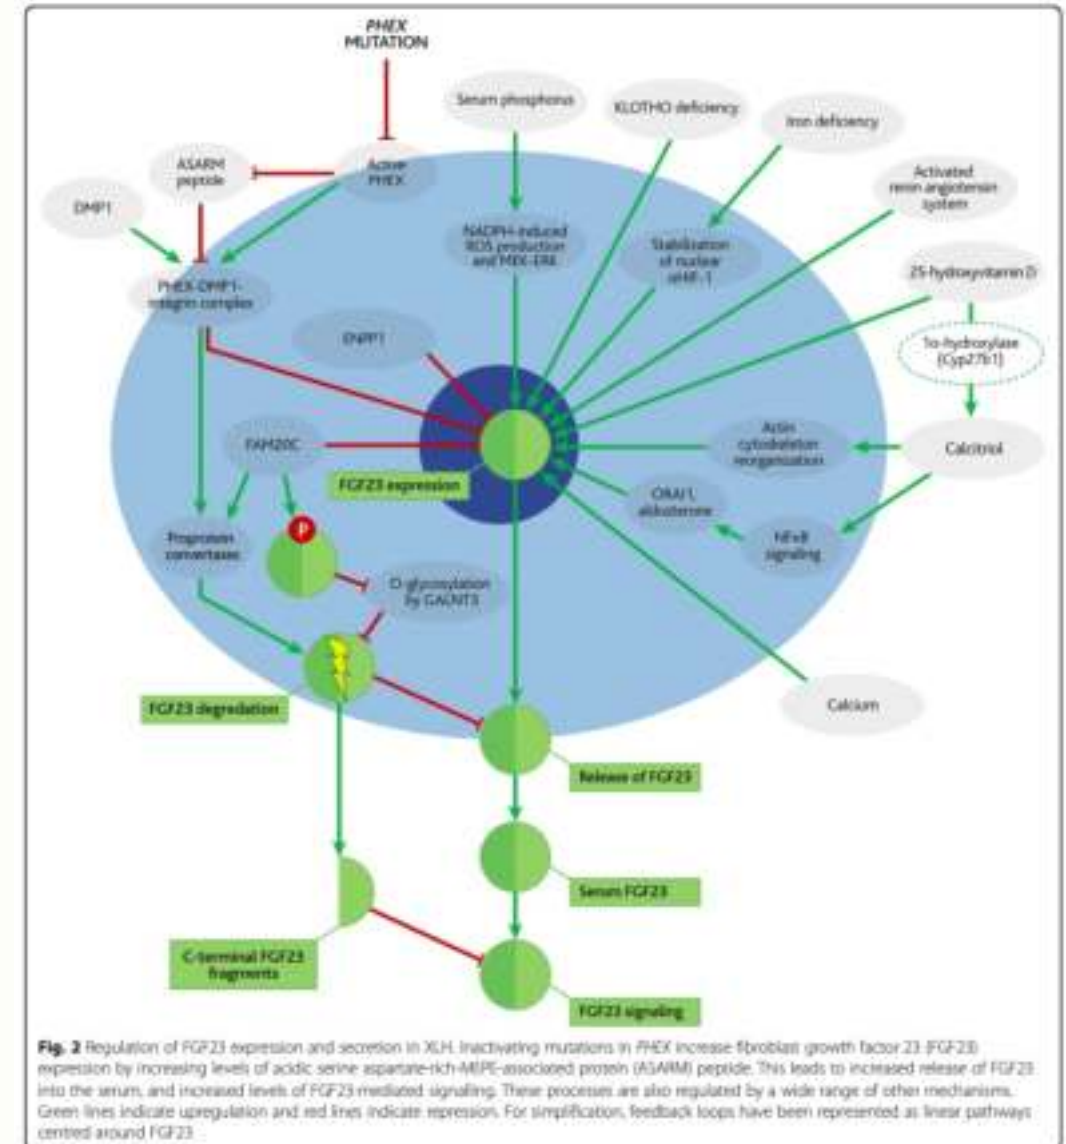 PHEX
MUTATION
Serum phosphorus
KLOTHO deficiency
Iron deficiency
ASARM
peptide
Active
PHEX
Activated
renin angiotensin
system
DMP1
NADPH-induced
ROS production
and MEK-ERK
Stabilization
of nuclear
25-hydroxyvitamin D
PHEX-DMP1-
integrin complex
ENPP1
1α-hydroxylase
(Cyp27b1)
FAM20C
Actin
cytoskeleton
reorganisation
Calcitriol
FGF23 expression
ORAI1,
aldosterone
P
Proprotein
convertases
NFκB
signaling
O-glycosylation
by GALNT3
FGF23 degredation
Calcium
Release of FGF23
Serum FGF23
C-terminal FGF23
fragments
FGF23 signaling
Fig. 2 Regulation of FGF23 expression and secretion in XLH. Inactivating mutations in PHEX increase fibroblast growth factor 23 (FGF23)
expression by increasing levels of acidic serine aspartate-rich-MEPE-associated protein (ASARM) peptide. This leads to increased release of FGF23
into the serum, and increased levels of FGF23 mediated signalling. These processes are also regulated by a wide range of other mechanisms.
Green lines indicate upregulation and red lines indicate repression. For simplification, feedback loops have been represented as linear pathways
centred around FGF23